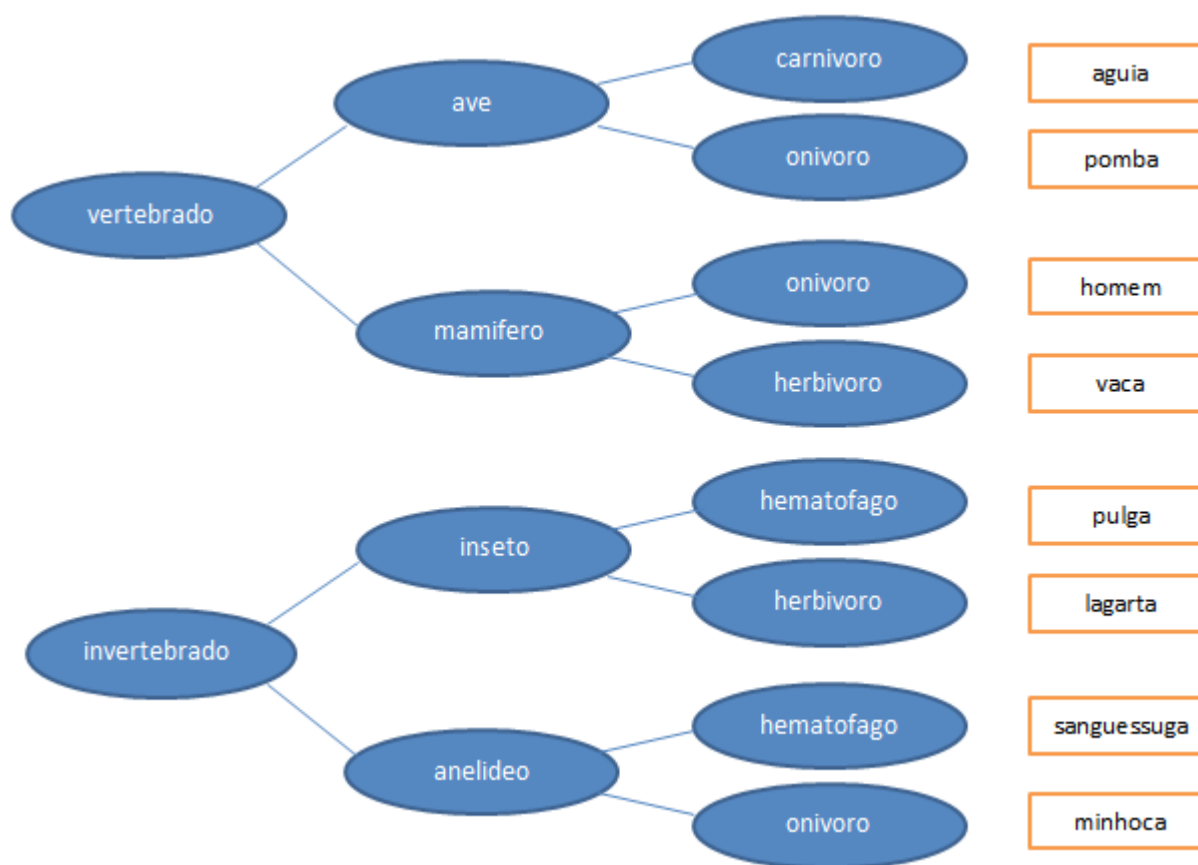 vertebrado
ave
carnivoro
aguia
onivoro
pomba
mamifero
onivoro
homem
herbivoro
vaca
invertebrado
inseto
hematofago
pulga
herbivoro
lagarta
anelideo
hematofago
sanguessuga
onivoro
minhoca